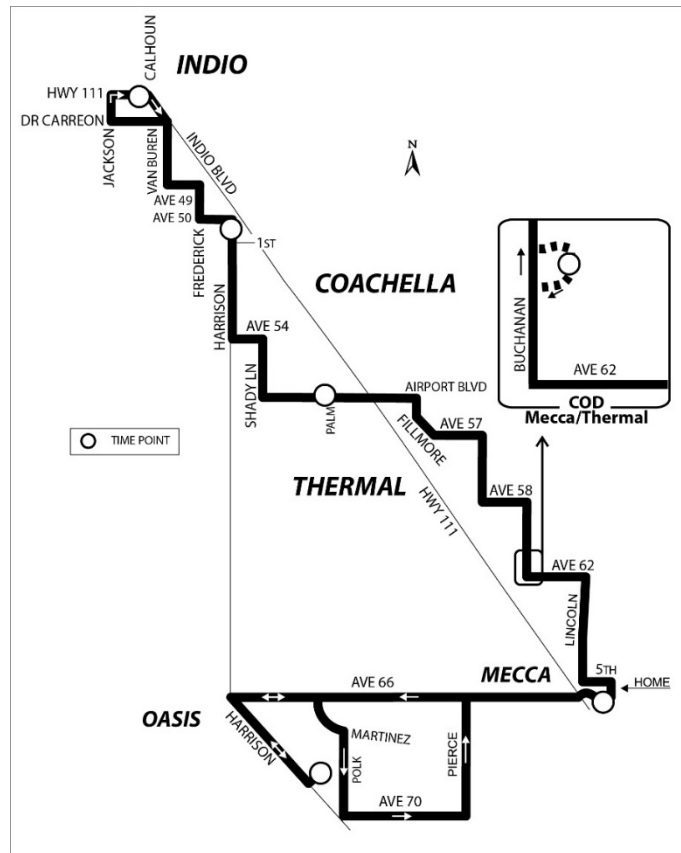 CALHOUN
INDIO
HWY 111
DR CARREON
JACKSON
VAN BUREN
INDIO BLVD
N
AVE 49
AVE 50
FREDERICK
1ST
HARRISON
COACHELLA
BUCHANAN
AVE 62
COD
Mecca/Thermal
AVE 54
SHADY LN
AIRPORT BLVD
PALM
FILLMORE
AVE 57
TIME POINT
THERMAL
HWY 111
AVE 58
AVE 62
LINCOLN
MECCA
5TH
HOME
AVE 66
OASIS
HARRISON
MARTINEZ
POLK
PIERCE
AVE 70